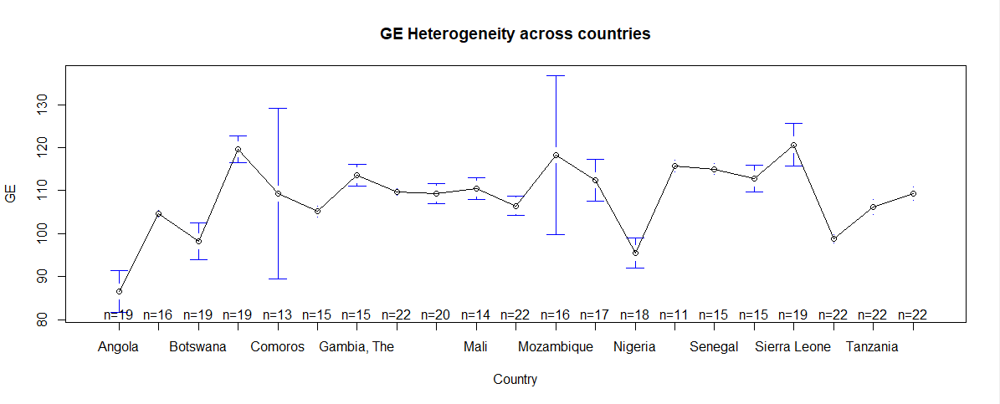 GE Heterogeneity across countries
GE
130
120
110
100
90
80
n=19 n=16 n=19 n=19 n=13 n=15 n=15 n=22 n=20 n=14 n=22 n=16 n=17 n=18 n=11 n=15 n=15 n=19 n=22 n=22 n=22
Angola Botswana Comoros Gambia, The Mali Mozambique Nigeria Senegal Sierra Leone Tanzania
Country